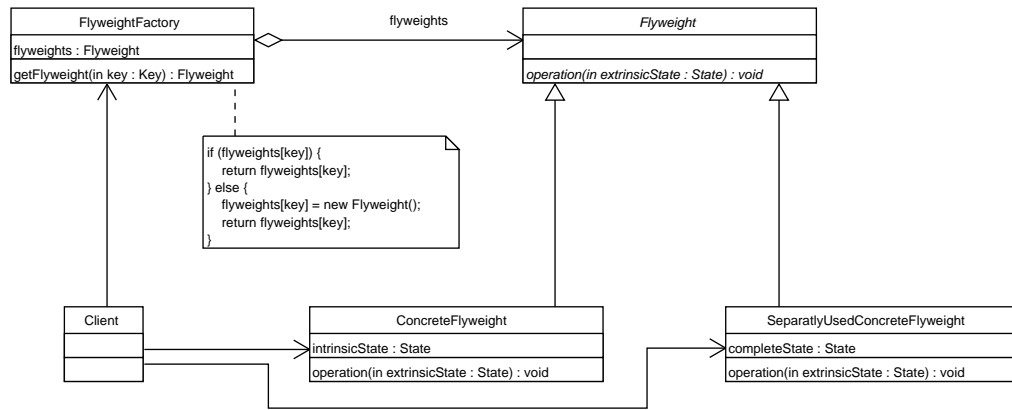 FlyweightFactory
flyweights : Flyweight
getFlyweight(in key : Key) : Flyweight
flyweights
Flyweight
operation(in extrinsicState : State) : void
if (flyweights[key]) {
return flyweights[key];
} else {
flyweights[key] = new Flyweight();
return flyweights[key];
}
Client
ConcreteFlyweight
intrinsicState : State
operation(in extrinsicState : State) : void
SeparatlyUsedConcreteFlyweight
completeState : State
operation(in extrinsicState : State) : void